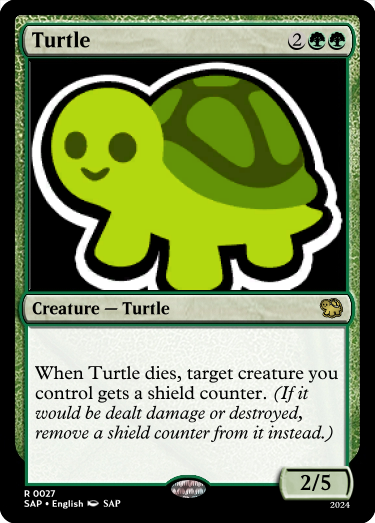 Turtle 2
Creature — Turtle
When Turtle dies, target creature you
control gets a shield counter. (If it
would be dealt damage or destroyed,
remove a shield counter from it instead.)
2/5
R 0027
SAP • English SAP
2024